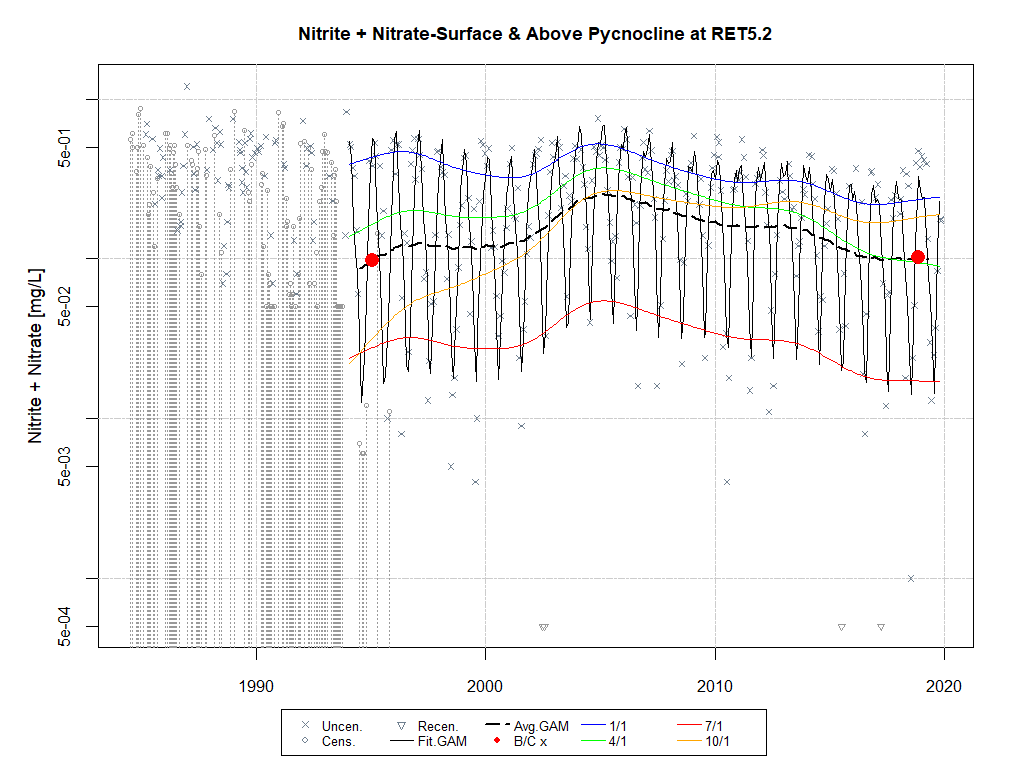 Nitrite + Nitrate-Surface & Above Pycnocline at RET5.2
Nitrite + Nitrate [mg/L]
5e-01
5e-02
5e-03
5e-04
1990 2000 2010 2020
Uncen. Recen. Avg.GAM 1/1 7/1
Cens. Fit.GAM B/C x 4/1 10/1